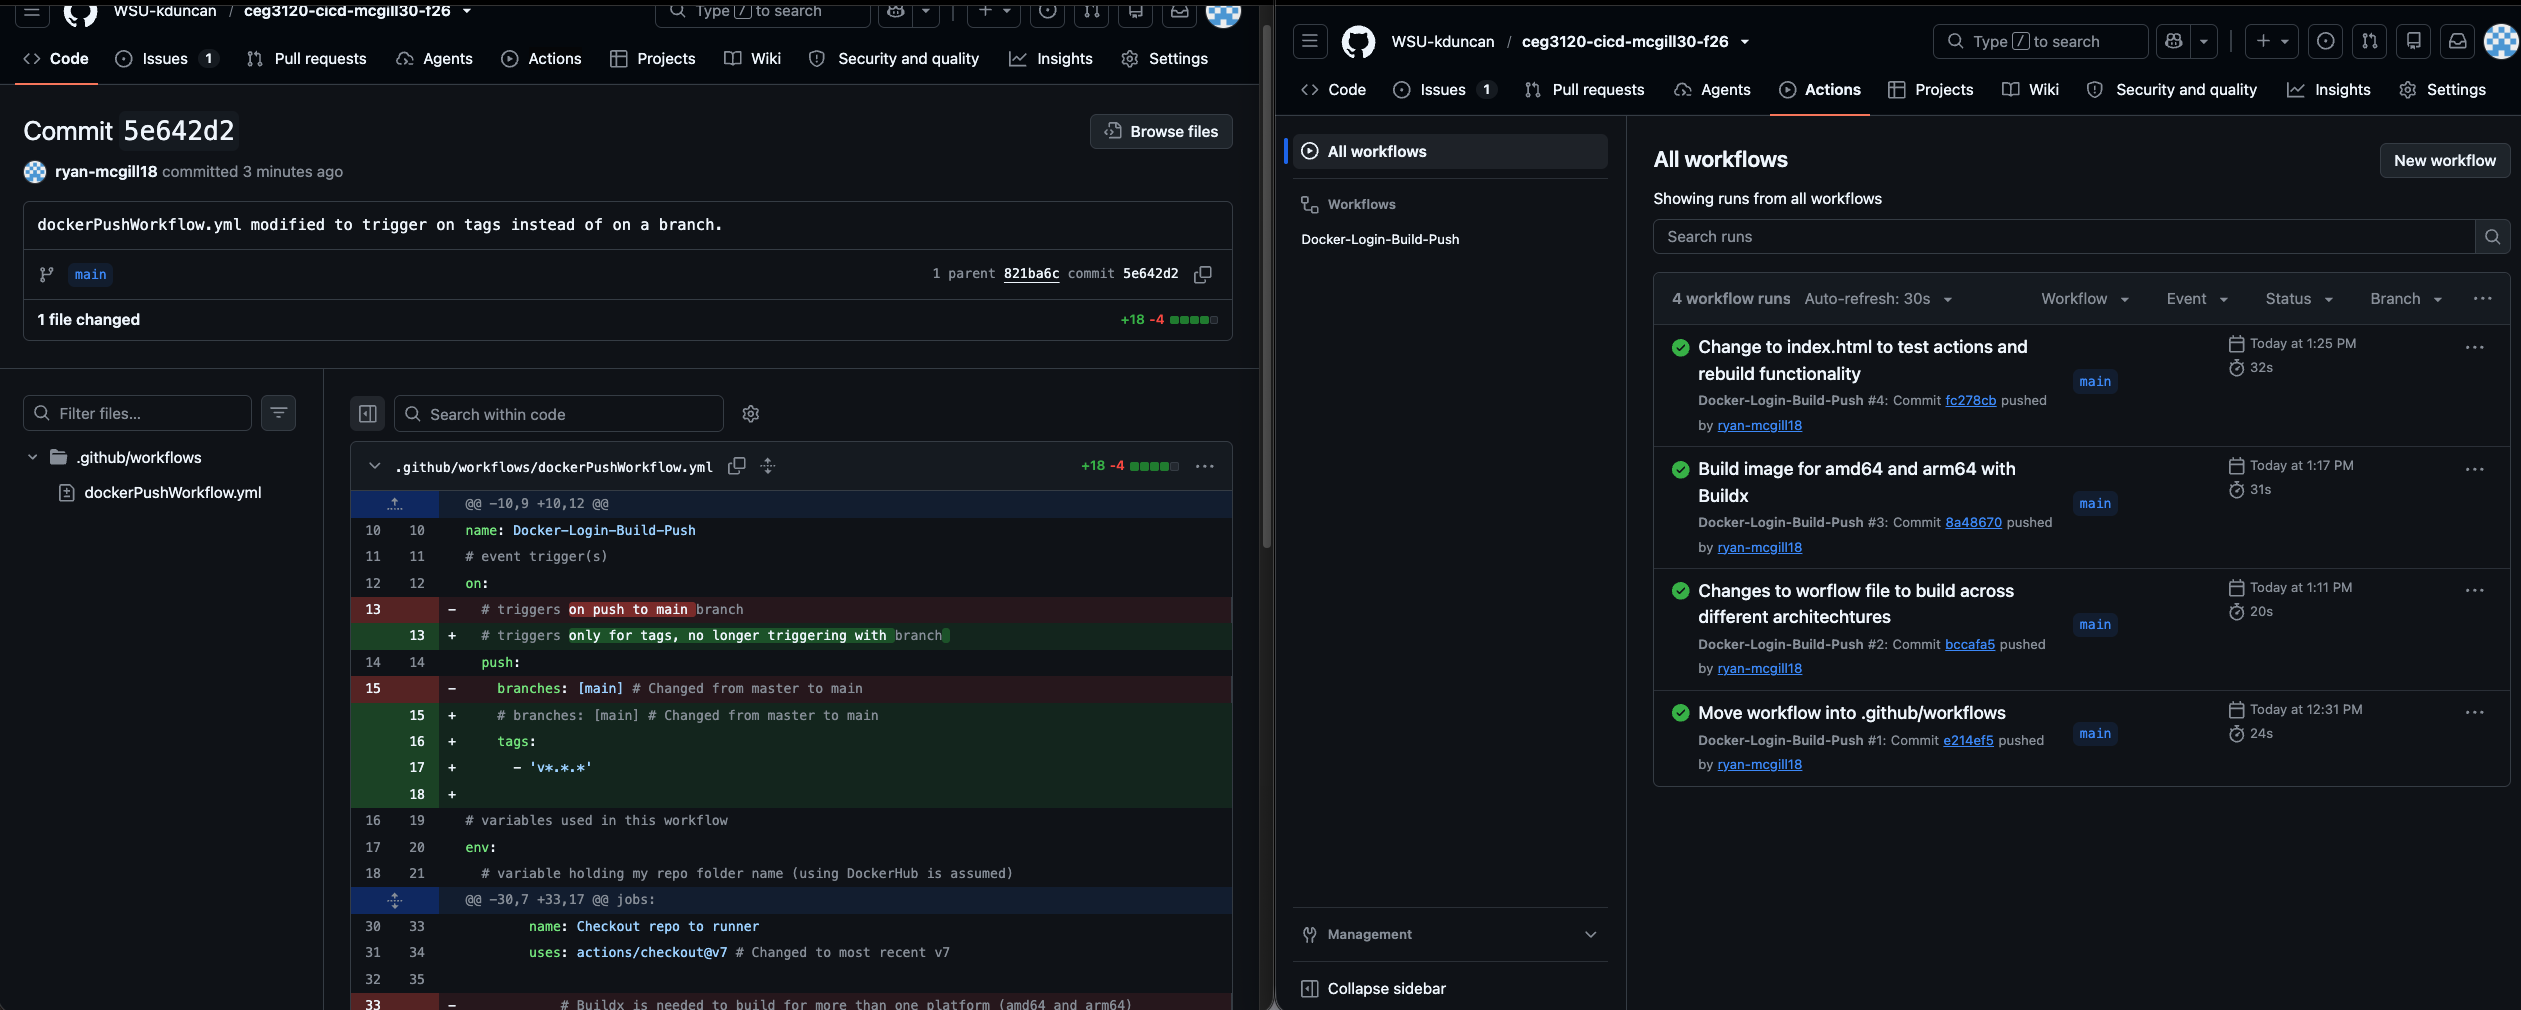 WSU-kduncan / ceg3120-cicd-mcgill30-f26
Type / to search
Code
Issues 1
Pull requests
Agents
Actions
Projects
Wiki
Security and quality
Insights
Settings
Commit 5e642d2
Browse files
ryan-mcgill18 committed 3 minutes ago
dockerPushWorkflow.yml modified to trigger on tags instead of on a branch.
main
1 parent 821ba6c commit 5e642d2
1 file changed
+18 -4
Filter files...
.github/workflows
dockerPushWorkflow.yml
Search within code
.github/workflows/dockerPushWorkflow.yml
+18 -4
@@ -10,9 +10,12 @@
10 10 name: Docker-Login-Build-Push
11 11 # event trigger(s)
12 12 on:
13 - # triggers on push to main branch
13 + # triggers only for tags, no longer triggering with branch
14 14 push:
15 - branches: [main] # Changed from master to main
15 + # branches: [main] # Changed from master to main
16 + tags:
17 + - 'v*.*.*'
18 +
16 19 # variables used in this workflow
17 20 env:
18 21 # variable holding my repo folder name (using DockerHub is assumed)
@@ -30,7 +33,17 @@ jobs:
30 33 name: Checkout repo to runner
31 34 uses: actions/checkout@v7 # Changed to most recent v7
32 35
33 - # Buildx is needed to build for more than one platform (amd64 and arm64)
WSU-kduncan / ceg3120-cicd-mcgill30-f26
Type / to search
Code
Issues 1
Pull requests
Agents
Actions
Projects
Wiki
Security and quality
Insights
Settings
All workflows
Workflows
Docker-Login-Build-Push
Management
Collapse sidebar
All workflows
New workflow
Showing runs from all workflows
Search runs
4 workflow runs
Auto-refresh: 30s
Workflow
Event
Status
Branch
Change to index.html to test actions and
rebuild functionality
Docker-Login-Build-Push #4: Commit fc278cb pushed
by ryan-mcgill18
main
Today at 1:25 PM
32s
Build image for amd64 and arm64 with
Buildx
Docker-Login-Build-Push #3: Commit 8a48670 pushed
by ryan-mcgill18
main
Today at 1:17 PM
31s
Changes to worflow file to build across
different architechtures
Docker-Login-Build-Push #2: Commit bccafa5 pushed
by ryan-mcgill18
main
Today at 1:11 PM
20s
Move workflow into .github/workflows
Docker-Login-Build-Push #1: Commit e214ef5 pushed
by ryan-mcgill18
main
Today at 12:31 PM
24s